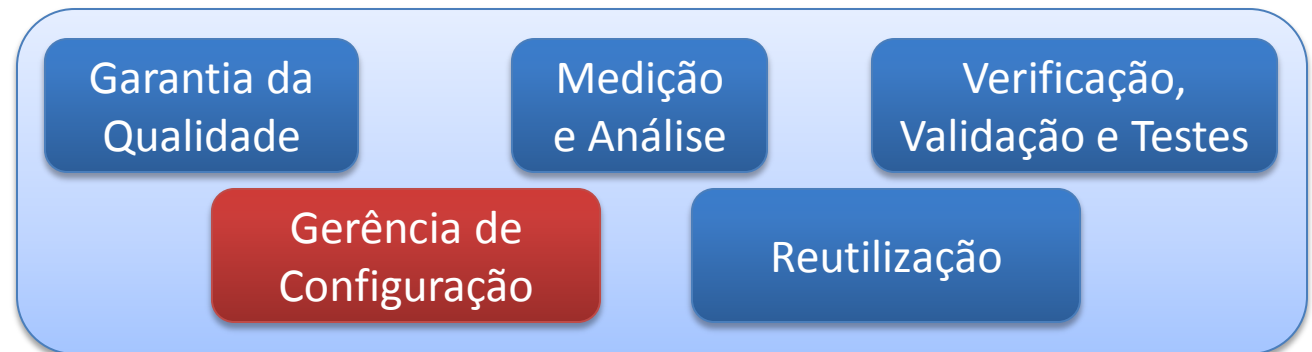 Garantia da
Qualidade
Medição
e Análise
Verificação,
Validação e Testes
Gerência de
Configuração
Reutilização